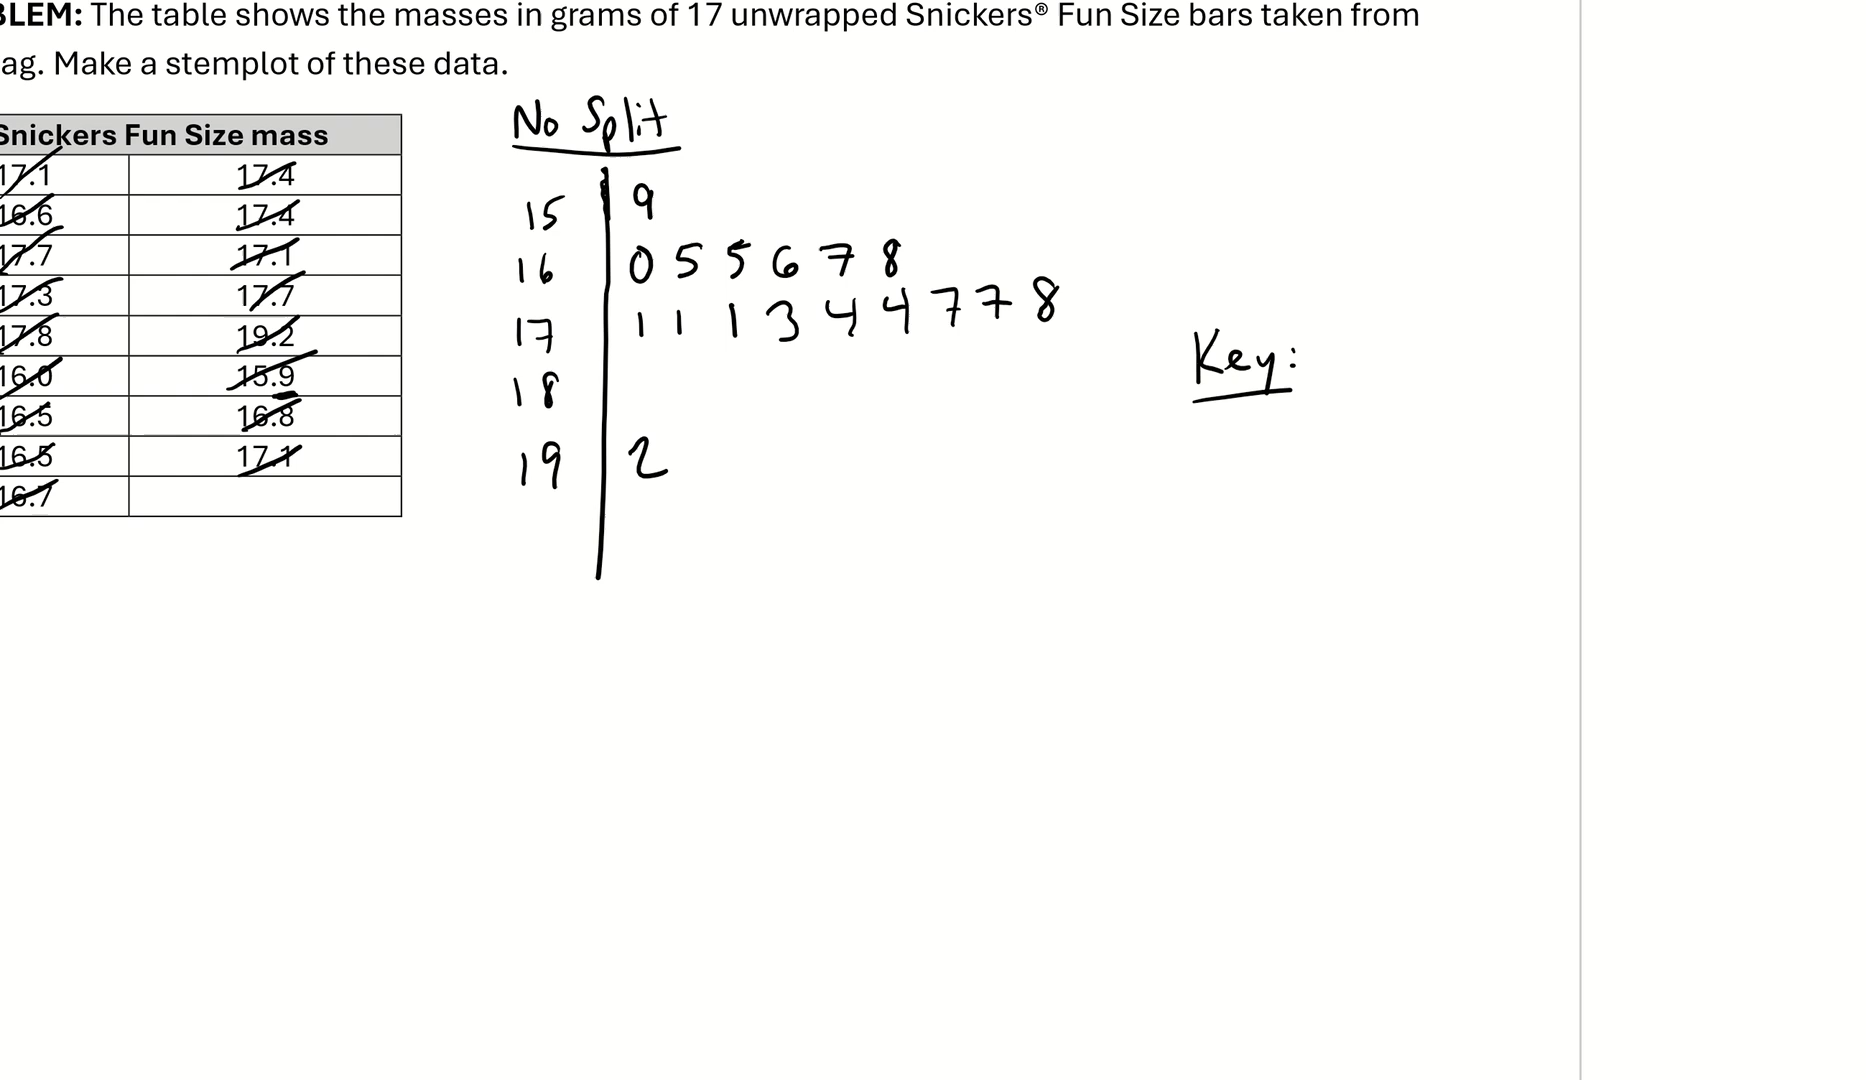 BLEM: The table shows the masses in grams of 17 unwrapped Snickers® Fun Size bars taken from
ag. Make a stemplot of these data.
Snickers Fun Size mass
17.1 17.4
16.6 17.4
17.7 17.1
17.3 17.7
17.8 19.2
16.0 15.9
16.5 16.8
16.5 17.1
16.7
No Split
15 9
16 0 5 5 6 7 8
17 1 1 1 3 4 4 7 7 8
18
19 2
Key: